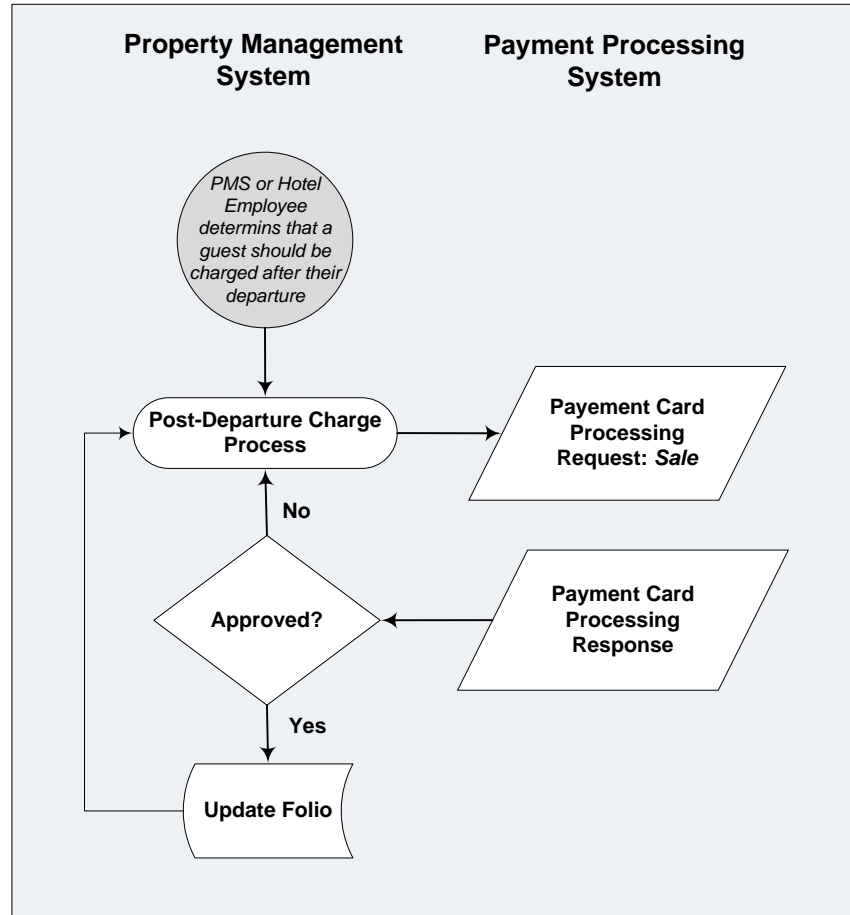 Property Management
System
Payment Processing
System
PMS or Hotel
Employee
determins that a
guest should be
charged after their
departure
Post-Departure Charge
Process
Payement Card
Processing
Request: Sale
No
Approved?
Payment Card
Processing
Response
Yes
Update Folio